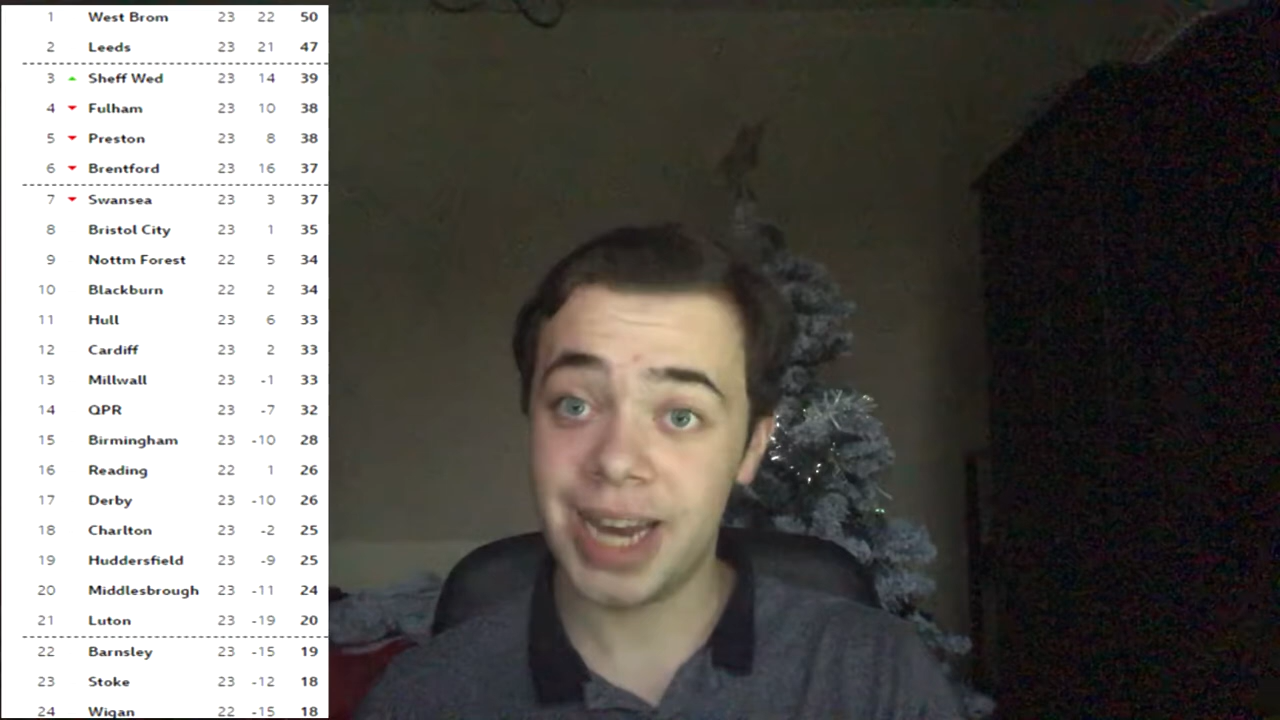 1 West Brom 23 22 50
2 Leeds 23 21 47
3 Sheff Wed 23 14 39
4 Fulham 23 10 38
5 Preston 23 8 38
6 Brentford 23 16 37
7 Swansea 23 3 37
8 Bristol City 23 1 35
9 Nottm Forest 22 5 34
10 Blackburn 22 2 34
11 Hull 23 6 33
12 Cardiff 23 2 33
13 Millwall 23 -1 33
14 QPR 23 -7 32
15 Birmingham 23 -10 28
16 Reading 22 1 26
17 Derby 23 -10 26
18 Charlton 23 -2 25
19 Huddersfield 23 -9 25
20 Middlesbrough 23 -11 24
21 Luton 23 -19 20
22 Barnsley 23 -15 19
23 Stoke 23 -12 18
24 Wigan 22 -15 18